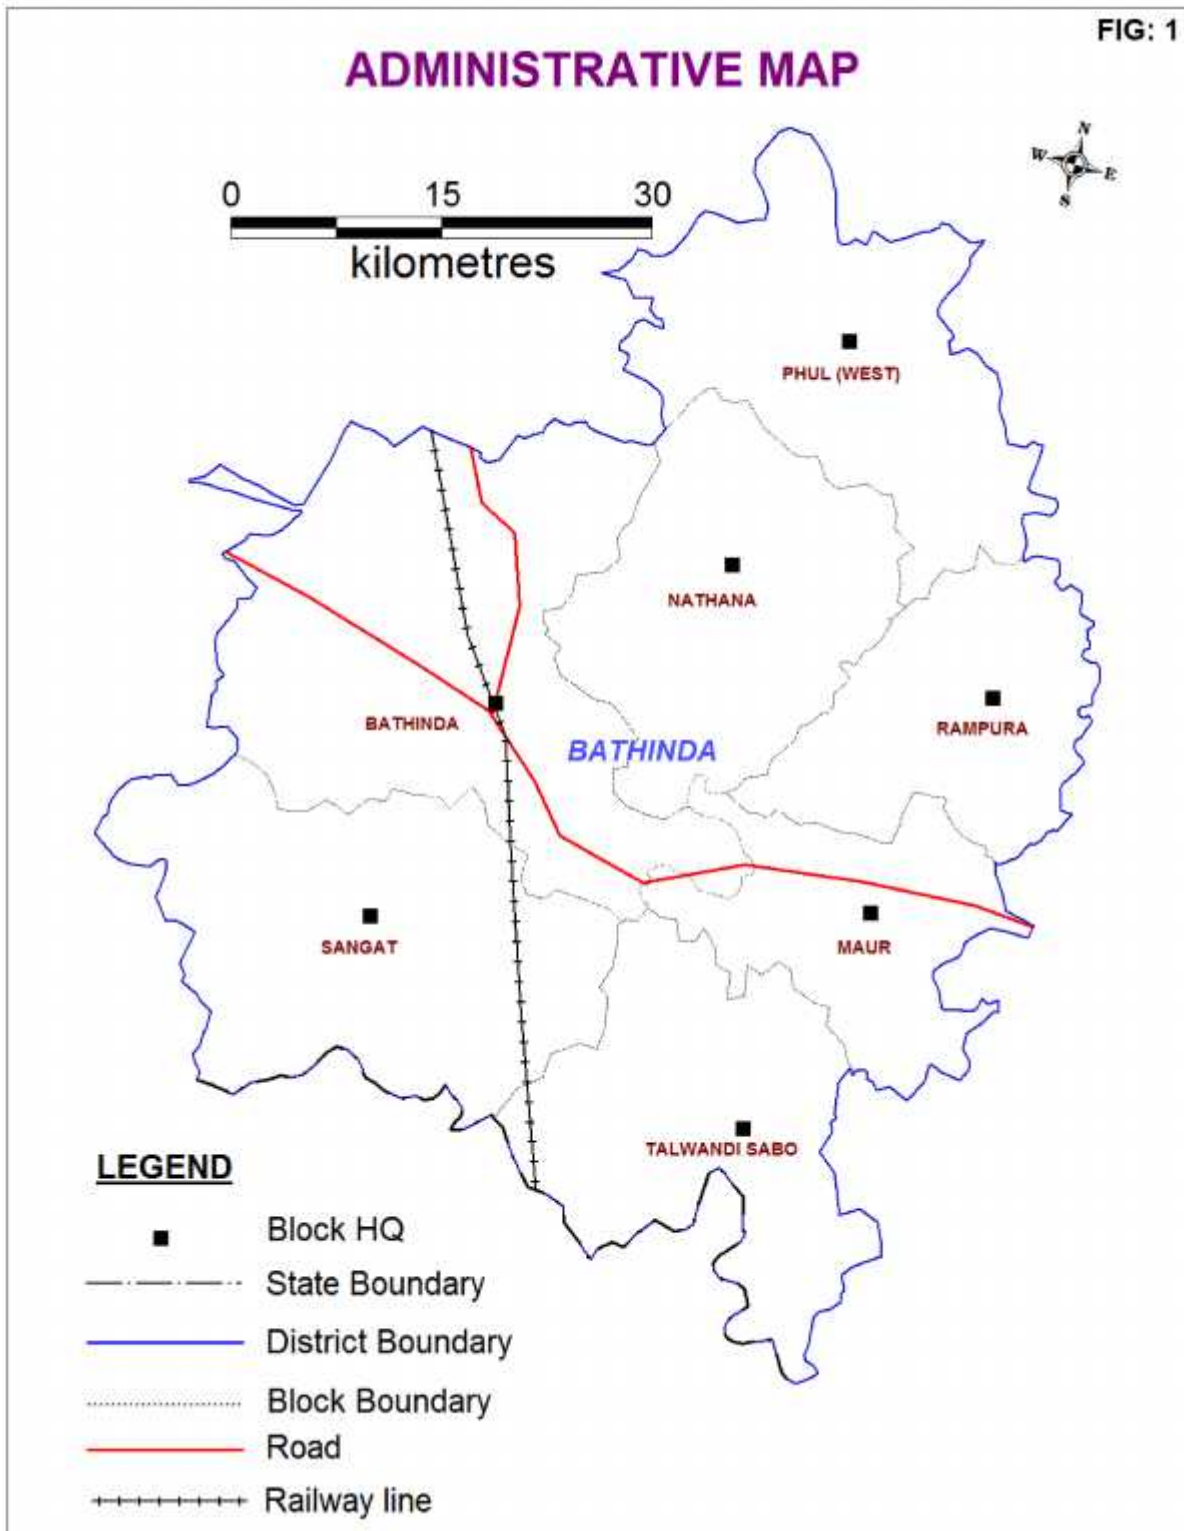 FIG: 1
ADMINISTRATIVE MAP
N
W
E
S
0 15 30
kilometres
PHUL (WEST)
NATHANA
RAMPURA
BATHINDA
BATHINDA
SANGAT
MAUR
TALWANDI SABO
LEGEND
Block HQ
State Boundary
District Boundary
Block Boundary
Road
Railway line